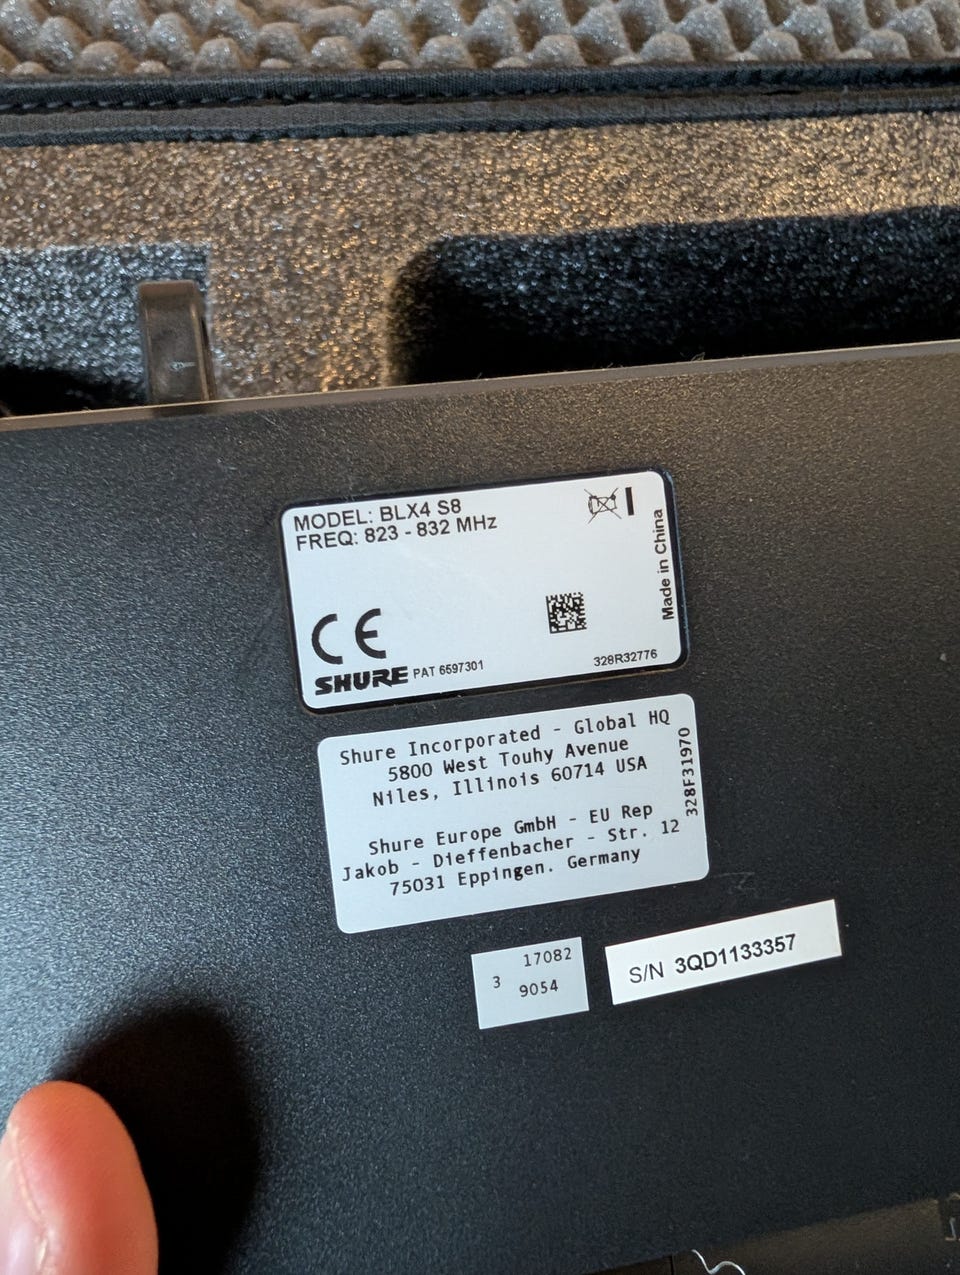 MODEL: BLX4 S8
FREQ: 823 - 832 MHz
Made in China
CE
SHURE PAT 6597301
328R32776
Shure Incorporated - Global HQ
5800 West Touhy Avenue
Niles, Illinois 60714 USA
Shure Europe GmbH - EU Rep
Jakob - Dieffenbacher - Str. 12
75031 Eppingen. Germany
328F31970
17082
3 9054
S/N 3QD1133357